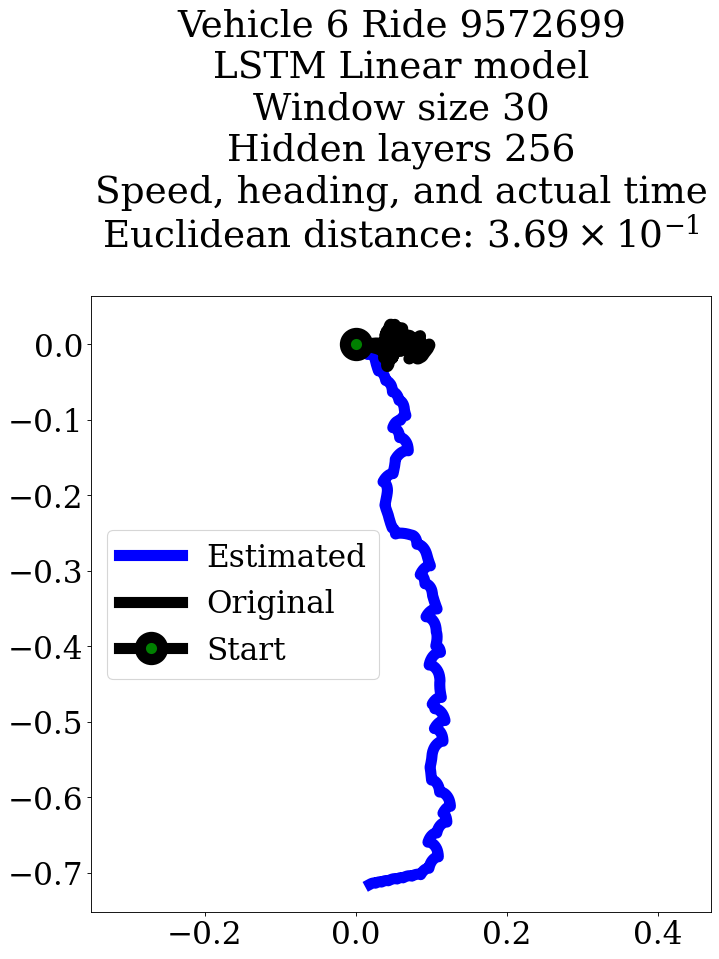 Vehicle 6 Ride 9572699
LSTM Linear model
Window size 30
Hidden layers 256
Speed, heading, and actual time
Euclidean distance: 3.69 × 10⁻¹
0.0
−0.1
−0.2
−0.3
−0.4
−0.5
−0.6
−0.7
Estimated
Original
Start
−0.2 0.0 0.2 0.4